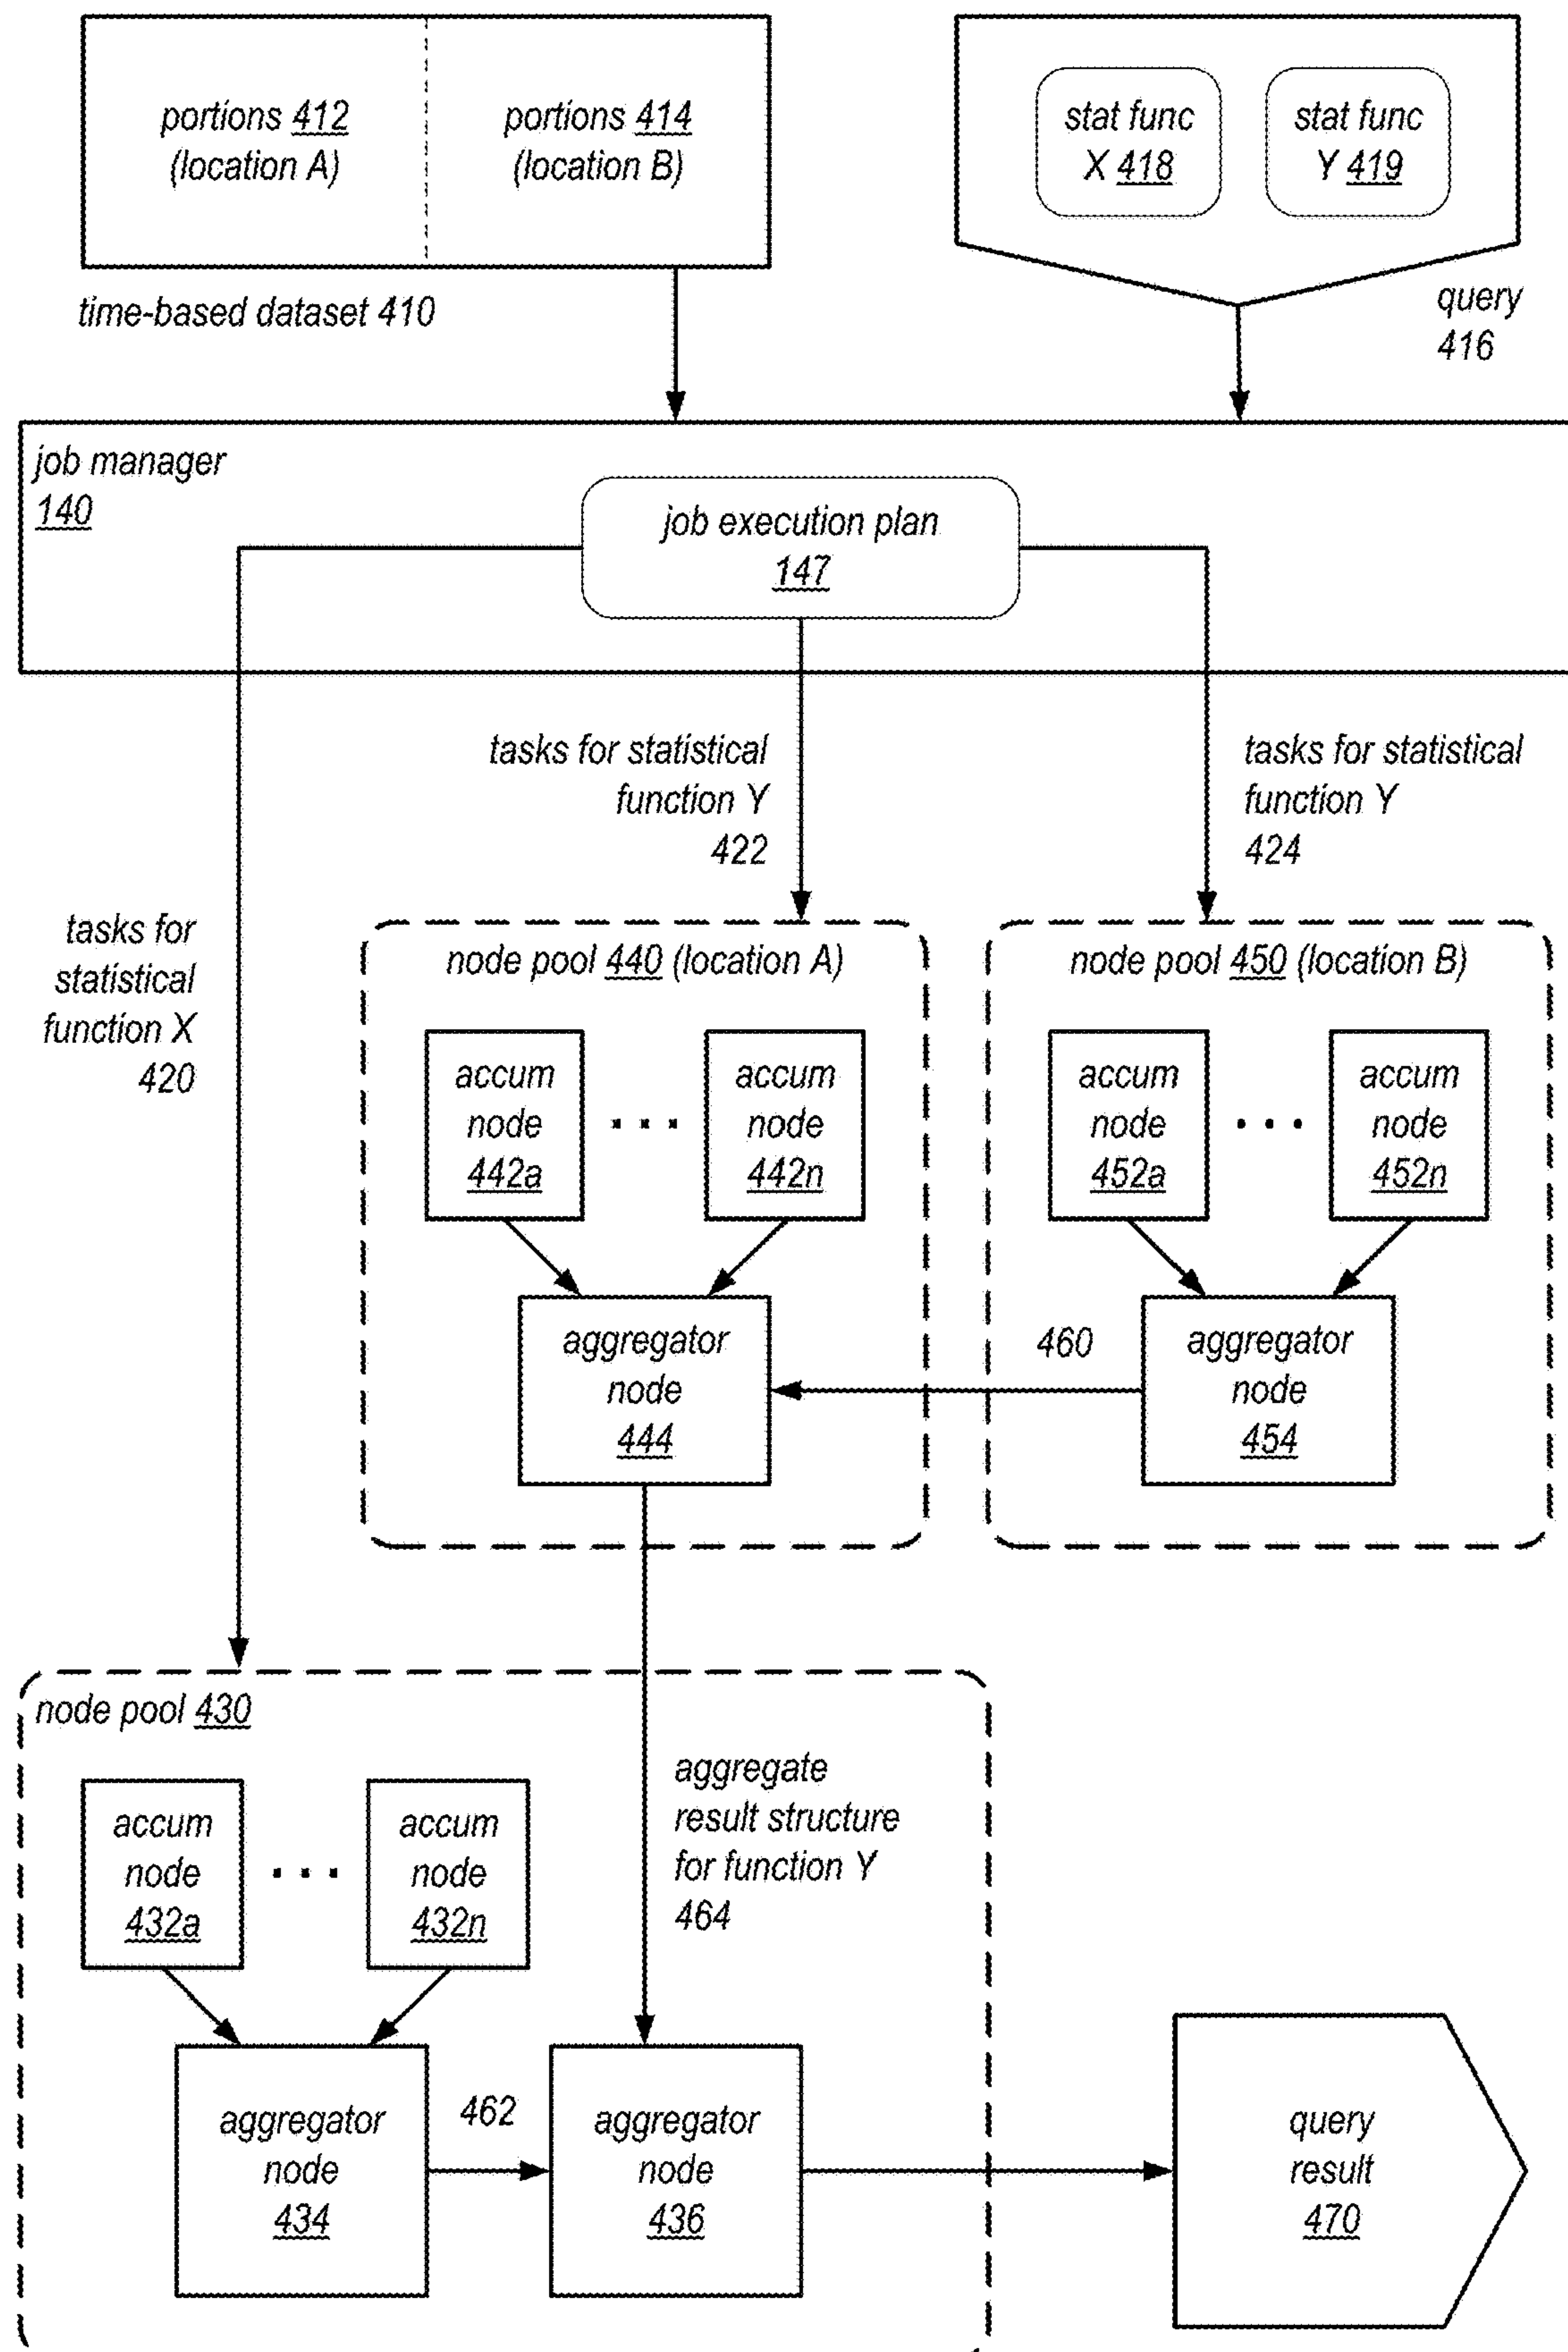 portions 412
(location A)
portions 414
(location B)
time-based dataset 410
stat func
X 418
stat func
Y 419
query
416
job manager
140
job execution plan
147
tasks for statistical
function Y
422
tasks for statistical
function Y
424
tasks for
statistical
function X
420
node pool 440 (location A)
accum
node
442a
...
accum
node
442n
aggregator
node
444
node pool 450 (location B)
accum
node
452a
...
accum
node
452n
460
aggregator
node
454
node pool 430
accum
node
432a
...
accum
node
432n
aggregate
result structure
for function Y
464
aggregator
node
434
462
aggregator
node
436
query
result
470